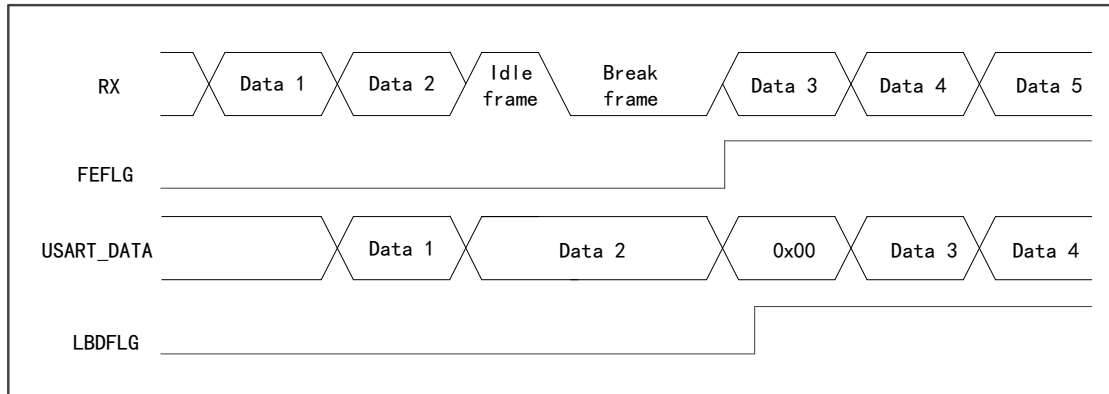 RX
Data 1
Data 2
Idle
frame
Break
frame
Data 3
Data 4
Data 5
FEFLG
USART_DATA
Data 1
Data 2
0x00
Data 3
Data 4
LBDFLG